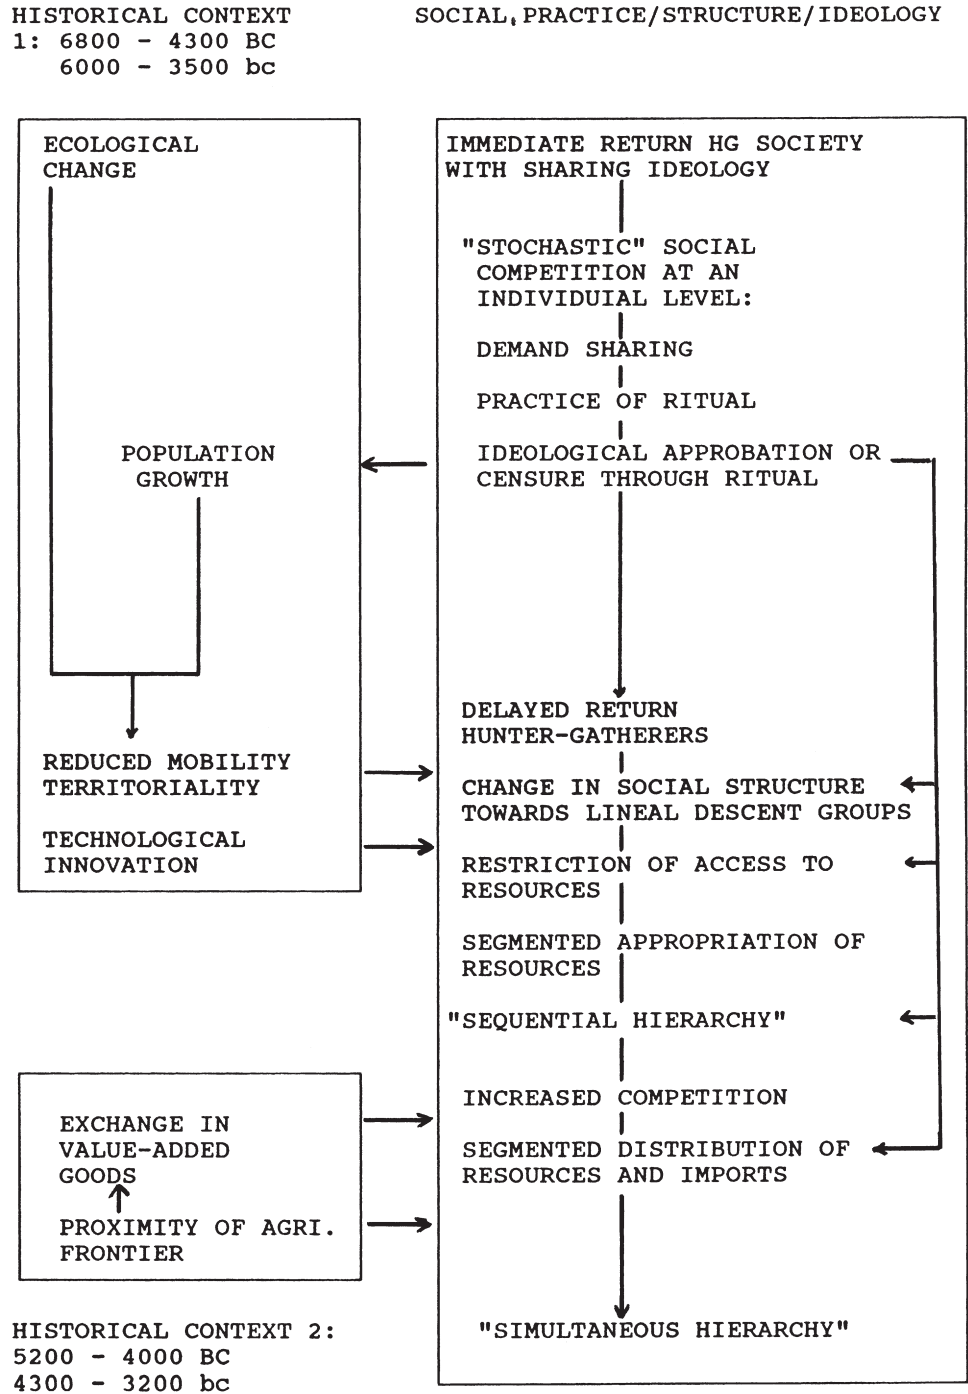 HISTORICAL CONTEXT
1: 6800 - 4300 BC
6000 - 3500 bc
SOCIAL, PRACTICE/STRUCTURE/IDEOLOGY
ECOLOGICAL
CHANGE
POPULATION
GROWTH
REDUCED MOBILITY
TERRITORIALITY
TECHNOLOGICAL
INNOVATION
IMMEDIATE RETURN HG SOCIETY
WITH SHARING IDEOLOGY
"STOCHASTIC" SOCIAL
COMPETITION AT AN
INDIVIDUIAL LEVEL:
DEMAND SHARING
PRACTICE OF RITUAL
IDEOLOGICAL APPROBATION OR
CENSURE THROUGH RITUAL
DELAYED RETURN
HUNTER-GATHERERS
CHANGE IN SOCIAL STRUCTURE
TOWARDS LINEAL DESCENT GROUPS
RESTRICTION OF ACCESS TO
RESOURCES
SEGMENTED APPROPRIATION OF
RESOURCES
"SEQUENTIAL HIERARCHY"
INCREASED COMPETITION
SEGMENTED DISTRIBUTION OF
RESOURCES AND IMPORTS
"SIMULTANEOUS HIERARCHY"
EXCHANGE IN
VALUE-ADDED
GOODS
PROXIMITY OF AGRI.
FRONTIER
HISTORICAL CONTEXT 2:
5200 - 4000 BC
4300 - 3200 bc